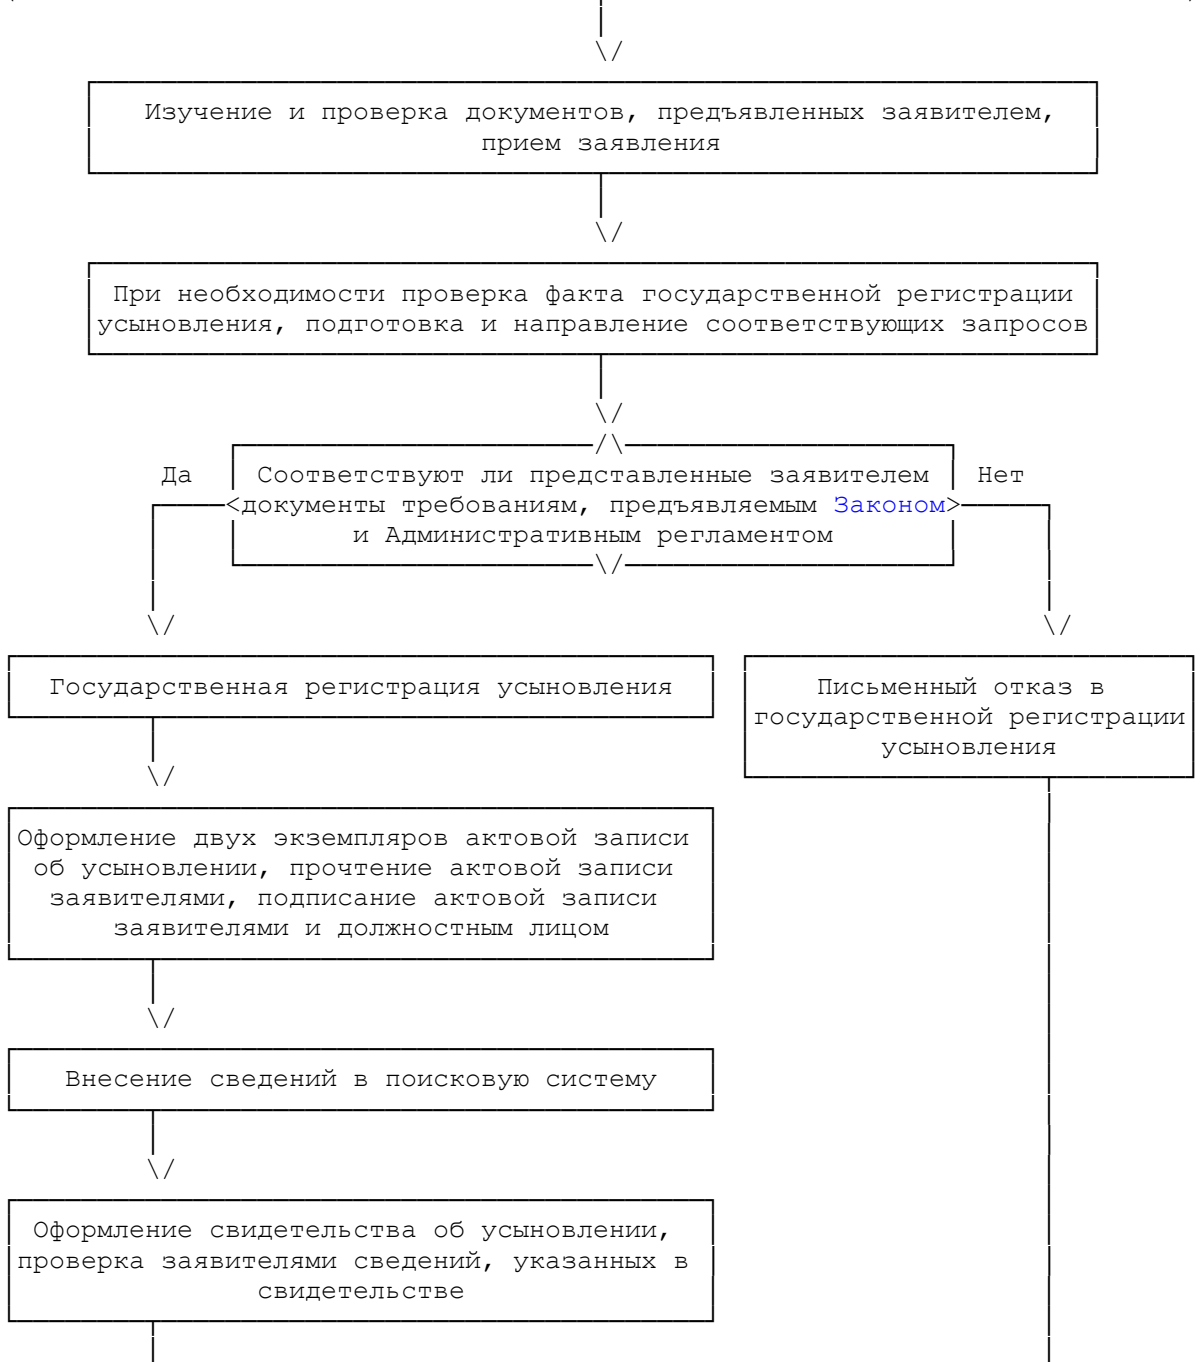 Изучение и проверка документов, предъявленных заявителем,
прием заявления
При необходимости проверка факта государственной регистрации
усыновления, подготовка и направление соответствующих запросов
Да
Соответствуют ли представленные заявителем
Нет
документы требованиям, предъявляемым Законом
и Административным регламентом
Государственная регистрация усыновления
Письменный отказ в
государственной регистрации
усыновления
Оформление двух экземпляров актовой записи
об усыновлении, прочтение актовой записи
заявителями, подписание актовой записи
заявителями и должностным лицом
Внесение сведений в поисковую систему
Оформление свидетельства об усыновлении,
проверка заявителями сведений, указанных в
свидетельстве